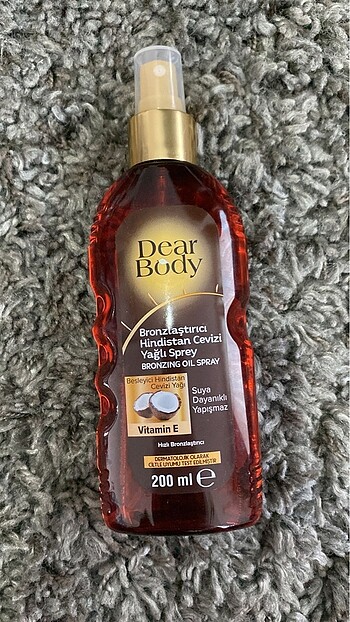 Dear
Body
Bronzlaştırıcı
Hindistan Cevizi
Yağlı Sprey
BRONZING OIL SPRAY
Besleyici Hindistan
Cevizi Yağı
Vitamin E
Suya
Dayanıklı
Yapışmaz
Hızlı Bronzlaştırıcı
DERMATOLOJİK OLARAK
CİLTLE UYUMU TEST EDİLMİŞTİR
200 ml ℮